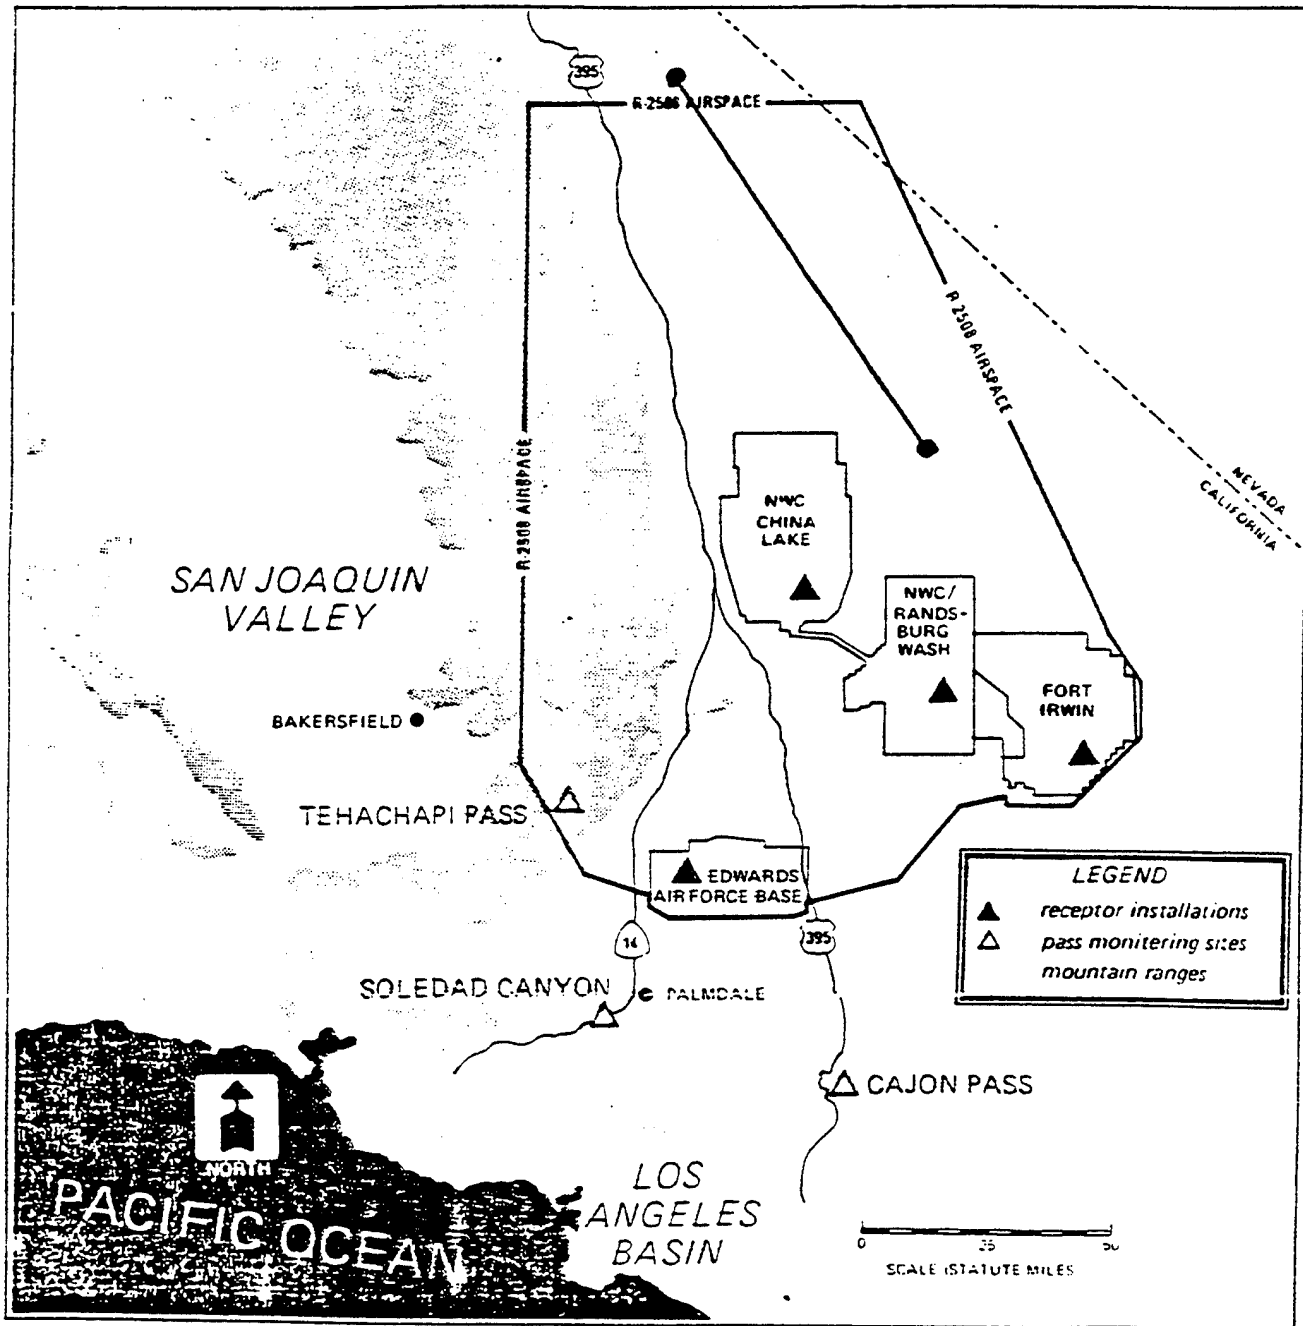 395
R-2508 AIRSPACE
R-2508 AIRSPACE
R-2508 AIRSPACE
NEVADA
CALIFORNIA
NWC
CHINA
LAKE
SAN JOAQUIN
VALLEY
NWC/
RANDS-
BURG
WASH
FORT
IRWIN
BAKERSFIELD
TEHACHAPI PASS
EDWARDS
AIR FORCE BASE
LEGEND
receptor installations
pass monitering sites
mountain ranges
14
395
SOLEDAD CANYON
PALMDALE
CAJON PASS
NORTH
PACIFIC OCEAN
LOS
ANGELES
BASIN
0
SCALE (STATUTE MILES